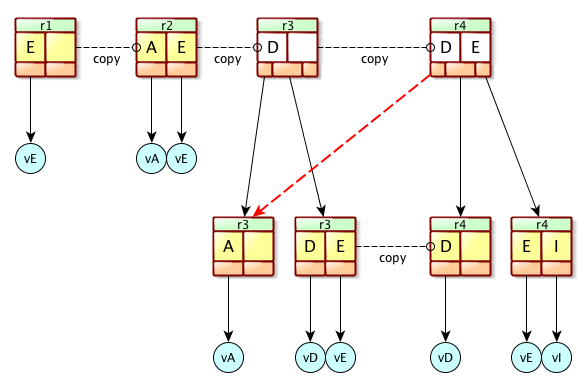 r1 r2 r3 r4
E A E D D E
copy copy copy
vE vA vE
r3 r3 r4 r4
A D E D E I
copy
vA vD vE vD vE vI